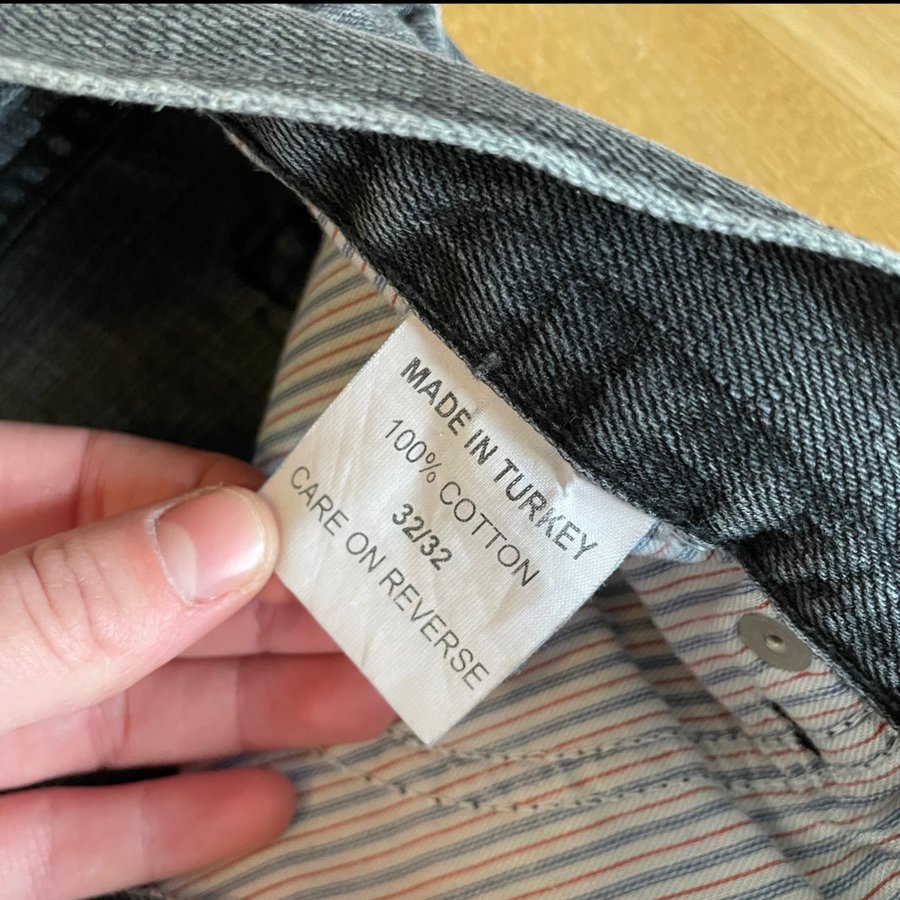 MADE IN TURKEY
100% COTTON
32/32
CARE ON REVERSE